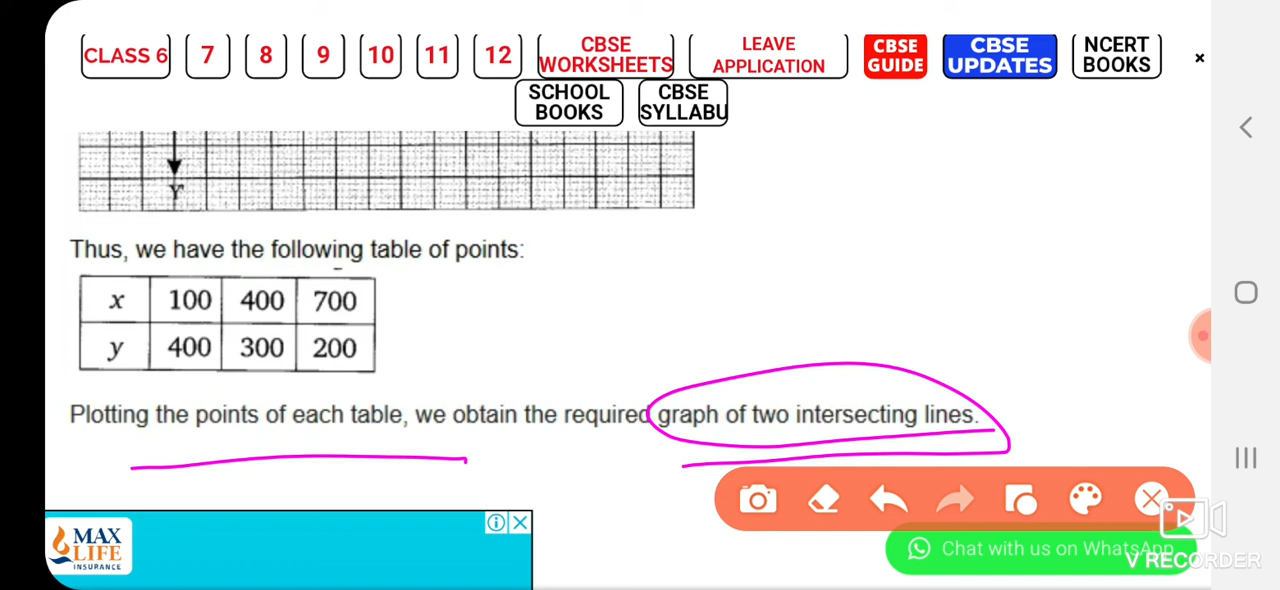 CLASS 6 7 8 9 10 11 12 CBSE WORKSHEETS LEAVE APPLICATION CBSE GUIDE CBSE UPDATES NCERT BOOKS ×
SCHOOL BOOKS CBSE SYLLABU
Y'
Thus, we have the following table of points:
x 100 400 700
y 400 300 200
Plotting the points of each table, we obtain the required graph of two intersecting lines.
MAX
LIFE
INSURANCE
Chat with us on WhatsApp
V RECORDER